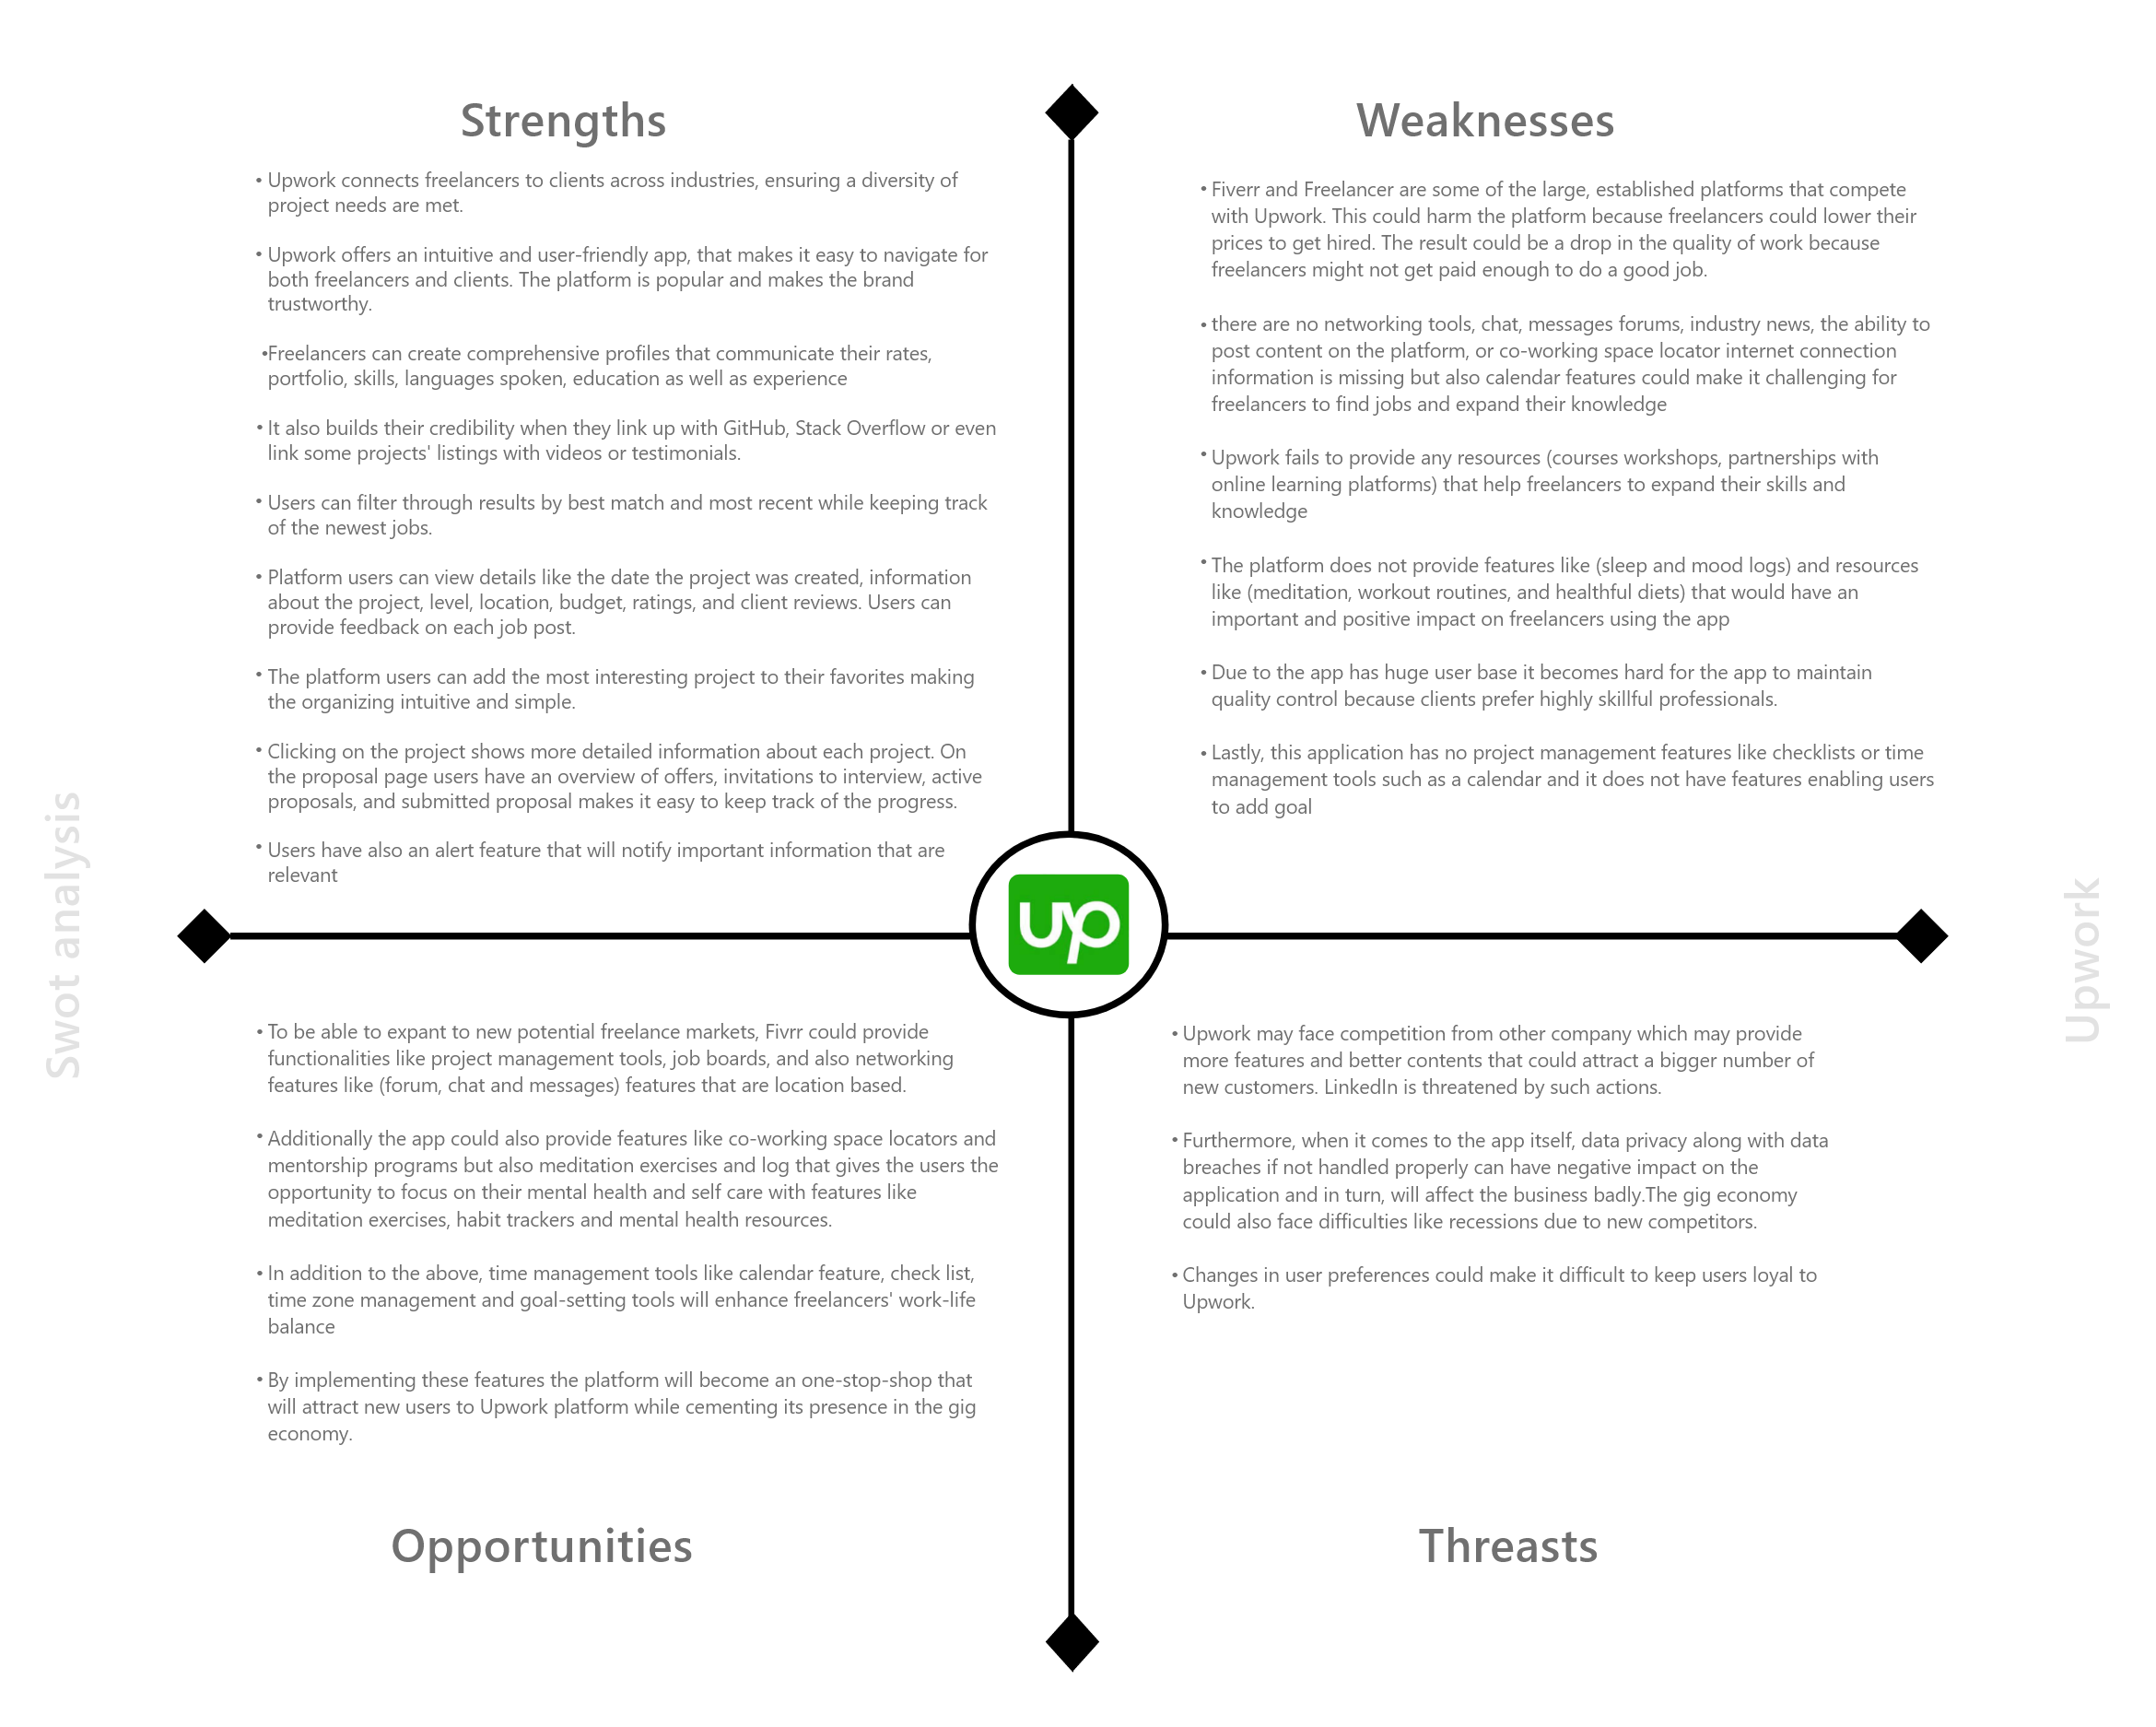 Strengths
• Upwork connects freelancers to clients across industries, ensuring a diversity of
project needs are met.
• Upwork offers an intuitive and user-friendly app, that makes it easy to navigate for
both freelancers and clients. The platform is popular and makes the brand
trustworthy.
•Freelancers can create comprehensive profiles that communicate their rates,
portfolio, skills, languages spoken, education as well as experience
• It also builds their credibility when they link up with GitHub, Stack Overflow or even
link some projects' listings with videos or testimonials.
• Users can filter through results by best match and most recent while keeping track
of the newest jobs.
• Platform users can view details like the date the project was created, information
about the project, level, location, budget, ratings, and client reviews. Users can
provide feedback on each job post.
• The platform users can add the most interesting project to their favorites making
the organizing intuitive and simple.
• Clicking on the project shows more detailed information about each project. On
the proposal page users have an overview of offers, invitations to interview, active
proposals, and submitted proposal makes it easy to keep track of the progress.
• Users have also an alert feature that will notify important information that are
relevant
Weaknesses
• Fiverr and Freelancer are some of the large, established platforms that compete
with Upwork. This could harm the platform because freelancers could lower their
prices to get hired. The result could be a drop in the quality of work because
freelancers might not get paid enough to do a good job.
• there are no networking tools, chat, messages forums, industry news, the ability to
post content on the platform, or co-working space locator internet connection
information is missing but also calendar features could make it challenging for
freelancers to find jobs and expand their knowledge
• Upwork fails to provide any resources (courses workshops, partnerships with
online learning platforms) that help freelancers to expand their skills and
knowledge
• The platform does not provide features like (sleep and mood logs) and resources
like (meditation, workout routines, and healthful diets) that would have an
important and positive impact on freelancers using the app
• Due to the app has huge user base it becomes hard for the app to maintain
quality control because clients prefer highly skillful professionals.
• Lastly, this application has no project management features like checklists or time
management tools such as a calendar and it does not have features enabling users
to add goal
Swot analysis
up
Upwork
• To be able to expant to new potential freelance markets, Fivrr could provide
functionalities like project management tools, job boards, and also networking
features like (forum, chat and messages) features that are location based.
• Additionally the app could also provide features like co-working space locators and
mentorship programs but also meditation exercises and log that gives the users the
opportunity to focus on their mental health and self care with features like
meditation exercises, habit trackers and mental health resources.
• In addition to the above, time management tools like calendar feature, check list,
time zone management and goal-setting tools will enhance freelancers' work-life
balance
• By implementing these features the platform will become an one-stop-shop that
will attract new users to Upwork platform while cementing its presence in the gig
economy.
Opportunities
• Upwork may face competition from other company which may provide
more features and better contents that could attract a bigger number of
new customers. LinkedIn is threatened by such actions.
• Furthermore, when it comes to the app itself, data privacy along with data
breaches if not handled properly can have negative impact on the
application and in turn, will affect the business badly.The gig economy
could also face difficulties like recessions due to new competitors.
• Changes in user preferences could make it difficult to keep users loyal to
Upwork.
Threasts